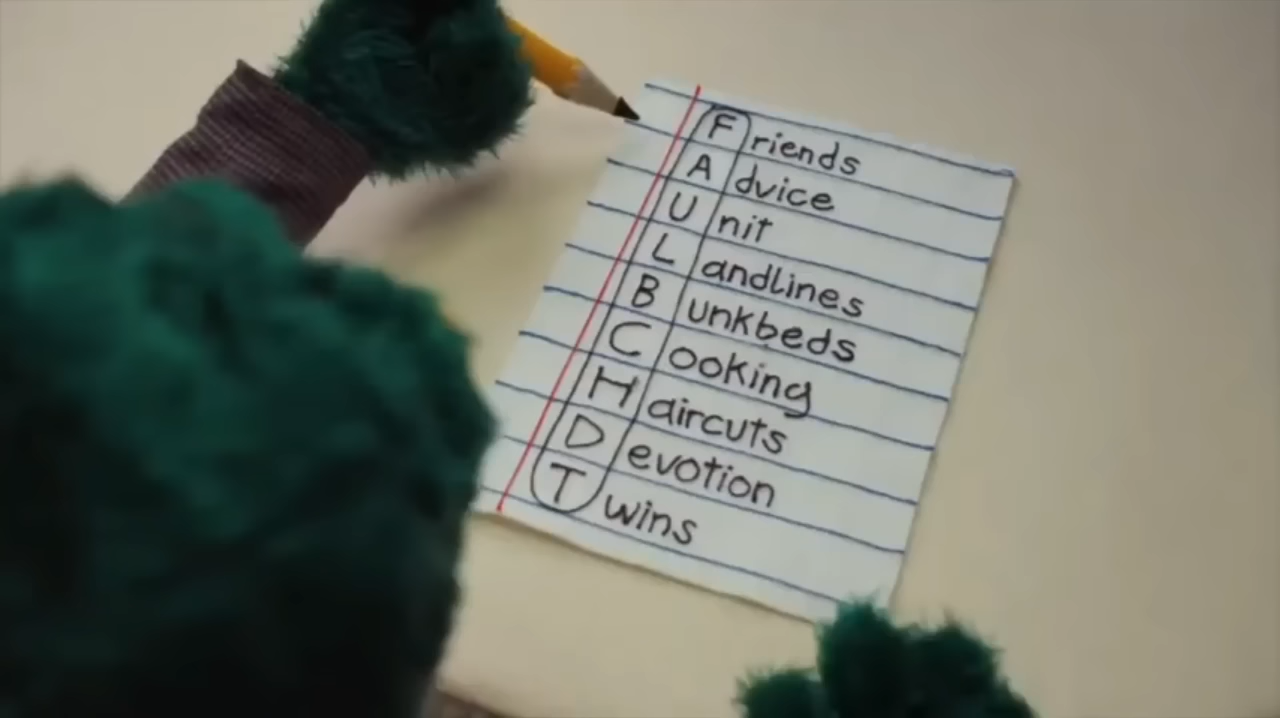 Friends
Advice
Unit
Landlines
Bunkbeds
Cooking
Haircuts
Devotion
Twins